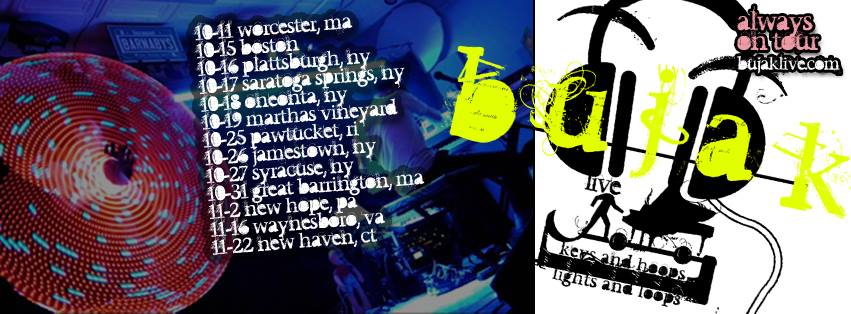 10-11 worcester, ma
10-15 boston
10-16 plattsburgh, ny
10-17 saratoga springs, ny
10-18 oneonta, ny
10-19 marthas vineyard
10-25 pawtucket, ri
10-26 jamestown, ny
10-27 syracuse, ny
10-31 great barrington, ma
11-2 new hope, pa
11-16 waynesboro, va
11-22 new haven, ct
BARNABYS
always
on tour
bujaklive.com
bujak
live
keys and hoops
lights and loops